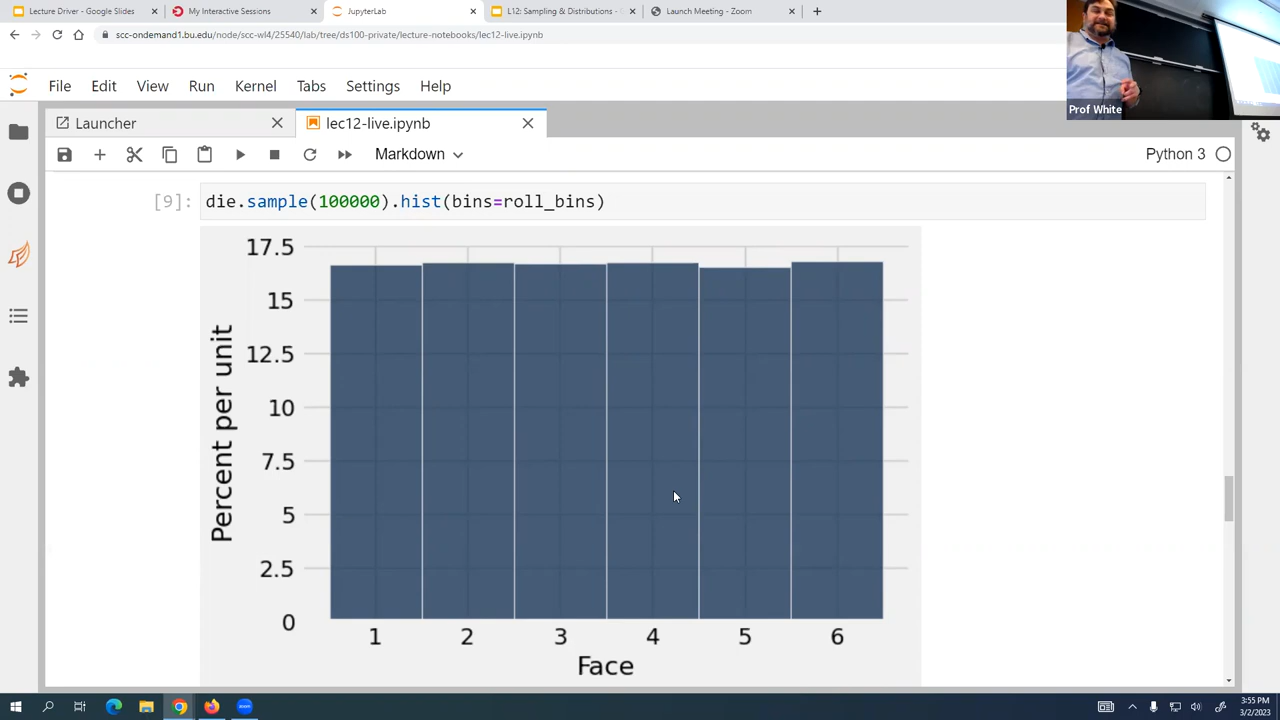 Lecture Driver - Google Slides
My Interactive Sessions
JupyterLab
L12: Sampling & Distributions -
Launch Meeting - Zoom
scc-ondemand1.bu.edu/node/scc-wl4/25540/lab/tree/ds100-private/lecture-notebooks/lec12-live.ipynb
Prof White
File Edit View Run Kernel Tabs Settings Help
Launcher
lec12-live.ipynb
Markdown
Python 3
[9]: die.sample(100000).hist(bins=roll_bins)
17.5
15
12.5
10
7.5
5
2.5
0
Percent per unit
1 2 3 4 5 6
Face
3:55 PM
3/2/2023